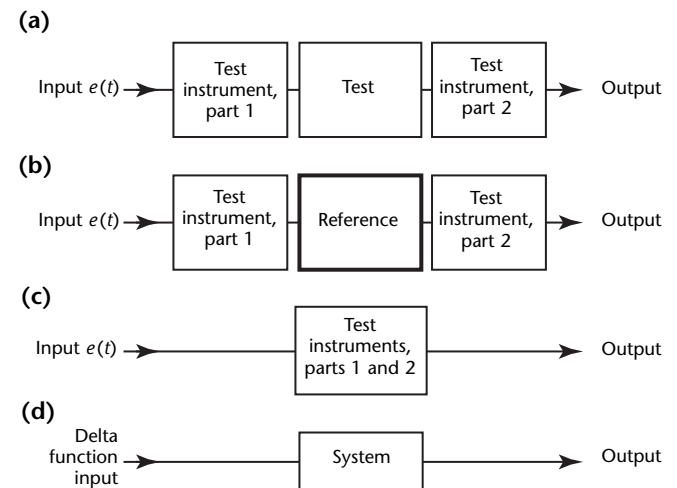 (a)
Input e(t)
Test
instrument,
part 1
Test
Test
instrument,
part 2
Output
(b)
Input e(t)
Test
instrument,
part 1
Reference
Test
instrument,
part 2
Output
(c)
Input e(t)
Test
instruments,
parts 1 and 2
Output
(d)
Delta
function
input
System
Output